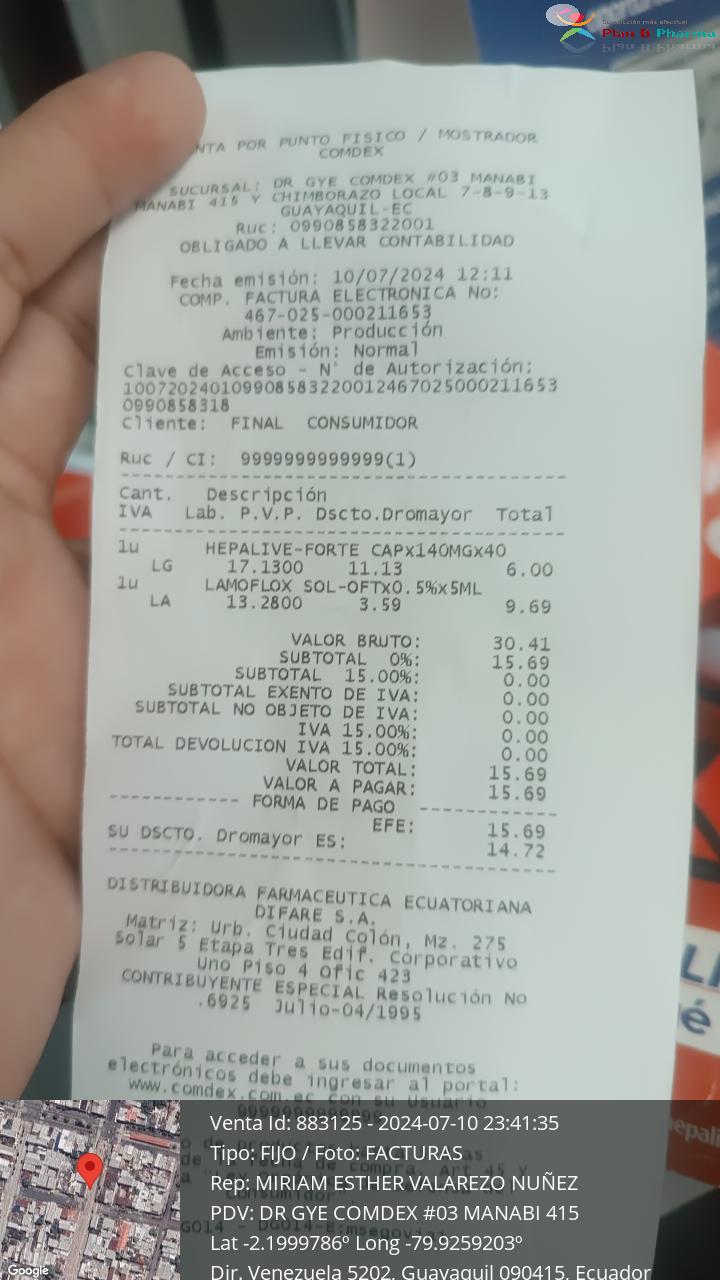 Plan B Pharma
NTA POR PUNTO FISICO / MOSTRADOR
COMDEX
SUCURSAL: DR GYE COMDEX #03 MANABI
MANABI 415 Y CHIMBORAZO LOCAL 7-8-9-13
GUAYAQUIL-EC
Ruc: 0990858322001
OBLIGADO A LLEVAR CONTABILIDAD
Fecha emisión: 10/07/2024 12:11
COMP. FACTURA ELECTRONICA No:
467-025-000211653
Ambiente: Producción
Emisión: Normal
Clave de Acceso - N° de Autorización:
100720240109908583220012467025000211653
0990858318
Cliente: FINAL CONSUMIDOR
Ruc / CI: 9999999999999(1)
Cant. Descripción
IVA Lab. P.V.P. Dscto.Dromayor Total
1u HEPALIVE-FORTE CAPx140MGx40
LG 17.1300 11.13 6.00
1u LAMOFLOX SOL-OFTx0.5%x5ML
LA 13.2800 3.59 9.69
VALOR BRUTO: 30.41
SUBTOTAL 0%: 15.69
SUBTOTAL 15.00%: 0.00
SUBTOTAL EXENTO DE IVA: 0.00
SUBTOTAL NO OBJETO DE IVA: 0.00
IVA 15.00%: 0.00
TOTAL DEVOLUCION IVA 15.00%: 0.00
VALOR TOTAL: 15.69
VALOR A PAGAR: 15.69
----------- FORMA DE PAGO -----------
EFE: 15.69
SU DSCTO. Dromayor ES: 14.72
DISTRIBUIDORA FARMACEUTICA ECUATORIANA
DIFARE S.A.
Matriz: Urb. Ciudad Colón, Mz. 275
Solar 5 Etapa Tres Edif. Corporativo
Uno Piso 4 Ofic 423
CONTRIBUYENTE ESPECIAL Resolución No
.6925 Julio-04/1995
Para acceder a sus documentos
electrónicos debe ingresar al portal:
www.comdex.com.ec con su Usuario
Venta Id: 883125 - 2024-07-10 23:41:35
Tipo: FIJO / Foto: FACTURAS
Rep: MIRIAM ESTHER VALAREZO NUÑEZ
PDV: DR GYE COMDEX #03 MANABI 415
Lat -2.1999786º Long -79.9259203º
Dir. Venezuela 5202, Guayaquil 090415, Ecuador
Google